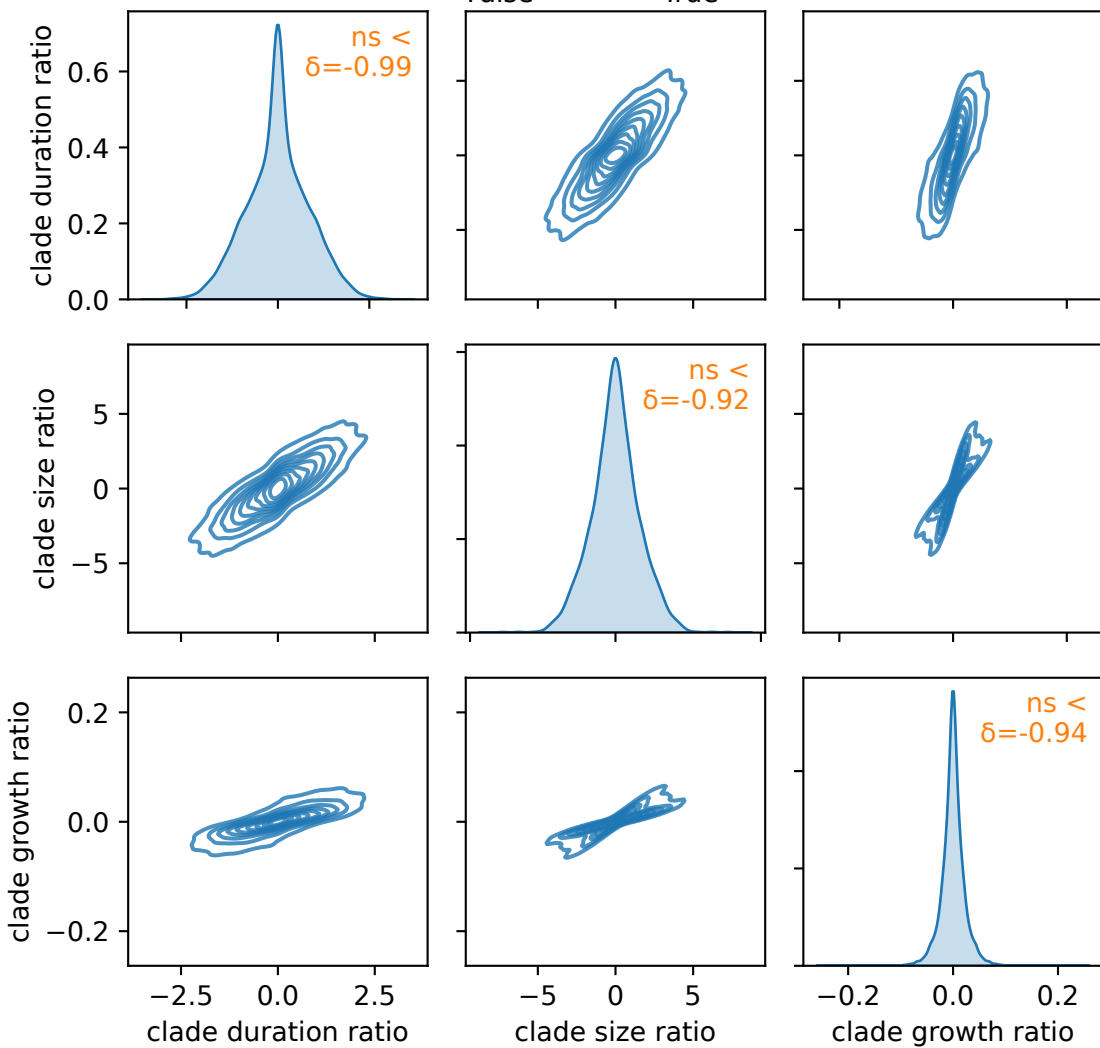 clade duration ratio
0.6
0.4
0.2
0.0
ns <
δ=-0.99
clade size ratio
5
0
−5
ns <
δ=-0.92
clade growth ratio
0.2
0.0
−0.2
ns <
δ=-0.94
−2.5 0.0 2.5
−5 0 5
−0.2 0.0 0.2
clade duration ratio
clade size ratio
clade growth ratio